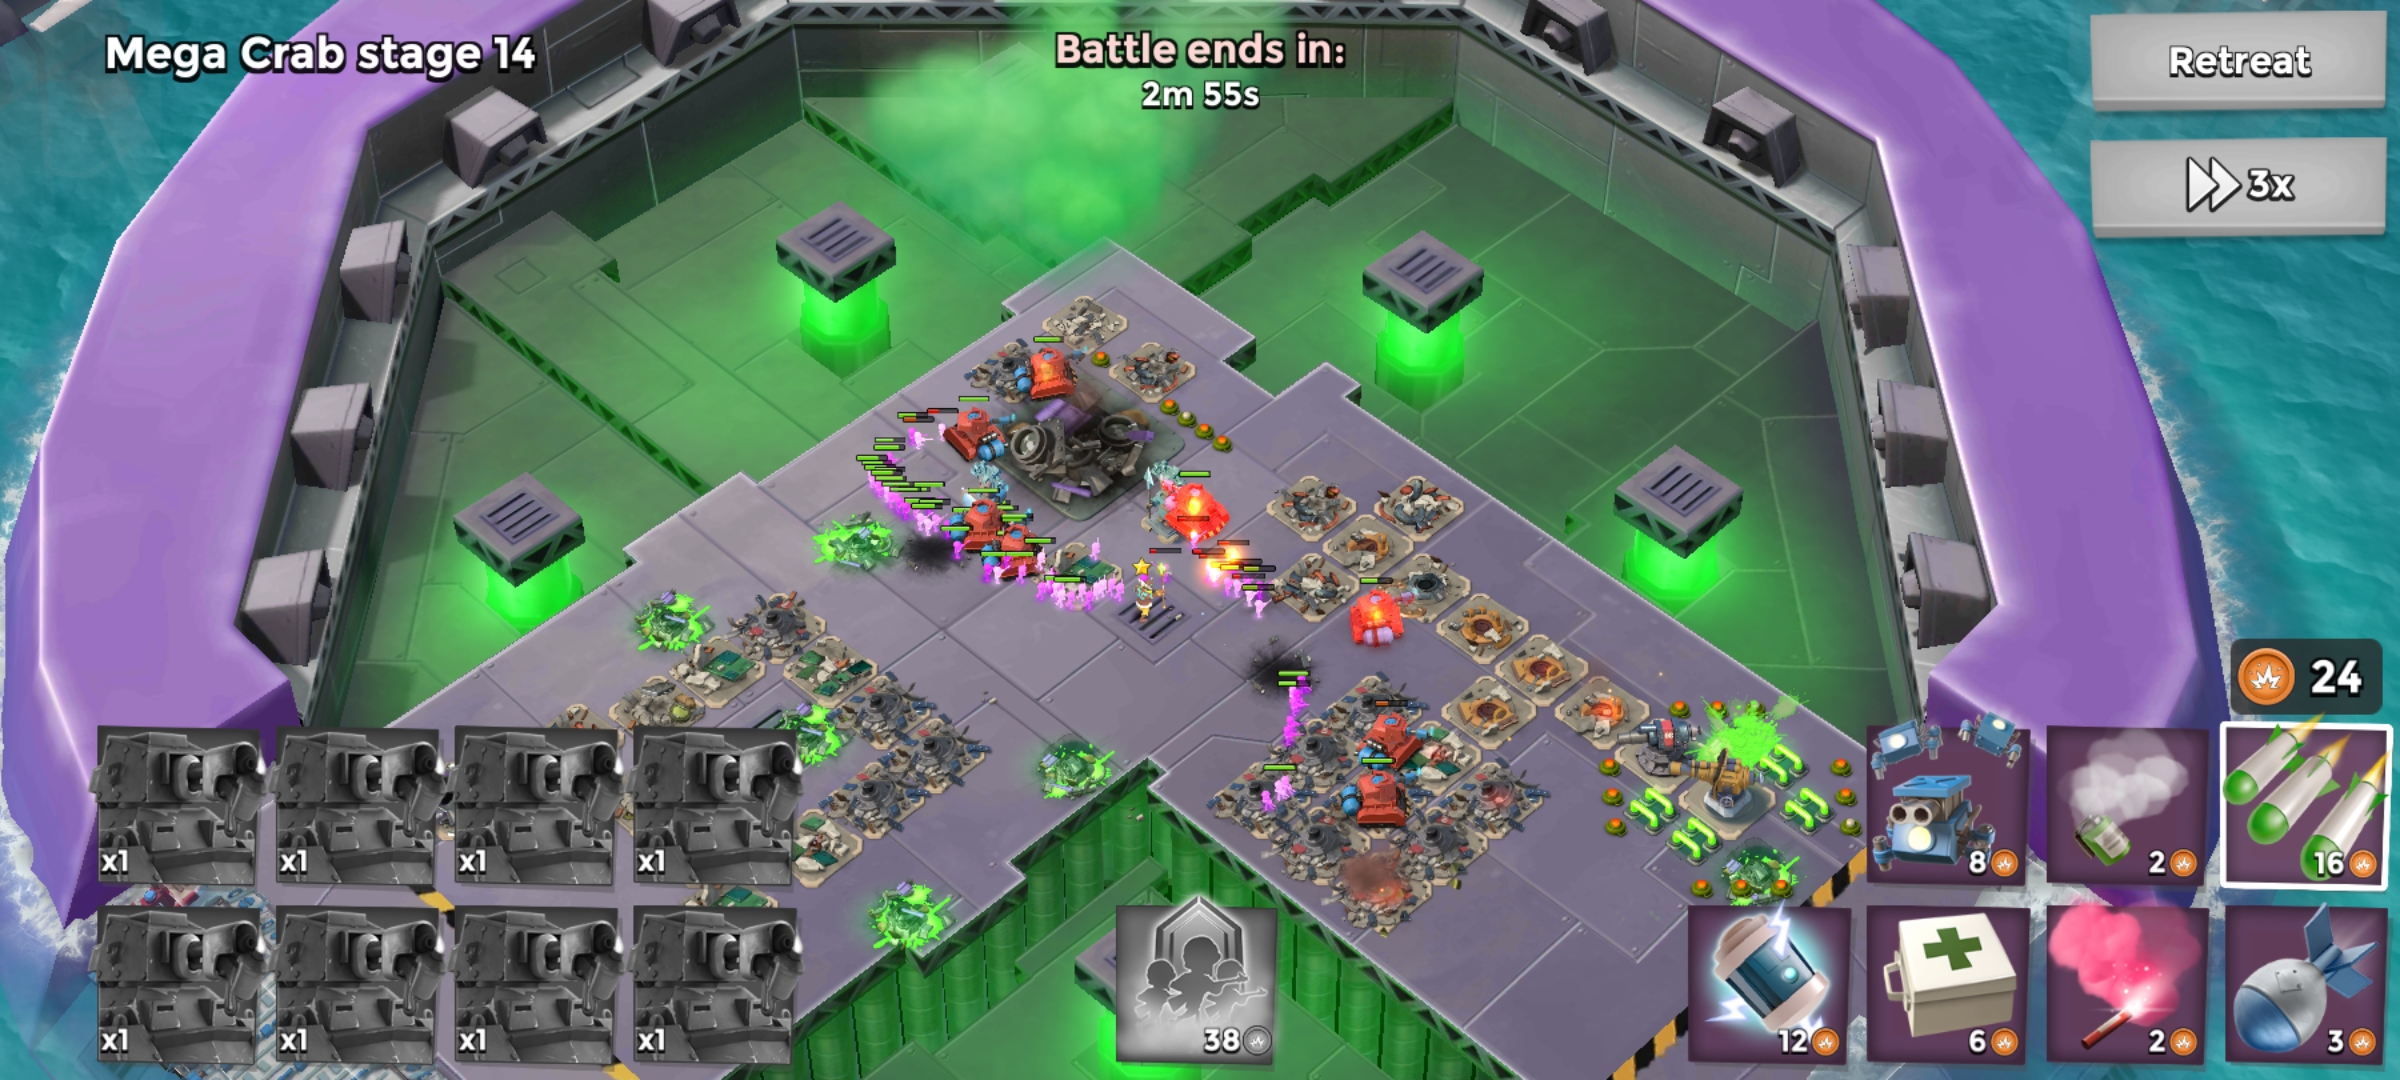 Mega Crab stage 14
Battle ends in:
2m 55s
Retreat
3x
24
x1
x1
x1
x1
8
2
16
x1
x1
x1
x1
38
12
6
2
3